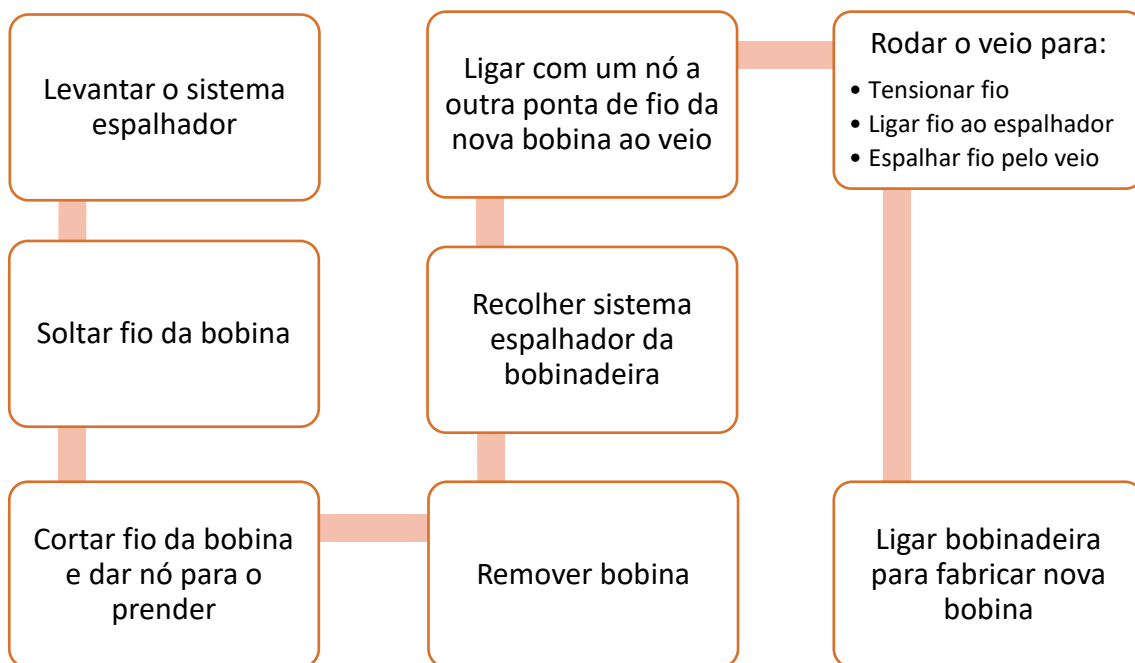 Levantar o sistema
espalhador
Soltar fio da bobina
Cortar fio da bobina
e dar nó para o
prender
Remover bobina
Recolher sistema
espalhador da
bobinadeira
Ligar com um nó a
outra ponta de fio da
nova bobina ao veio
Rodar o veio para:
• Tensionar fio
• Ligar fio ao espalhador
• Espalhar fio pelo veio
Ligar bobinadeira
para fabricar nova
bobina